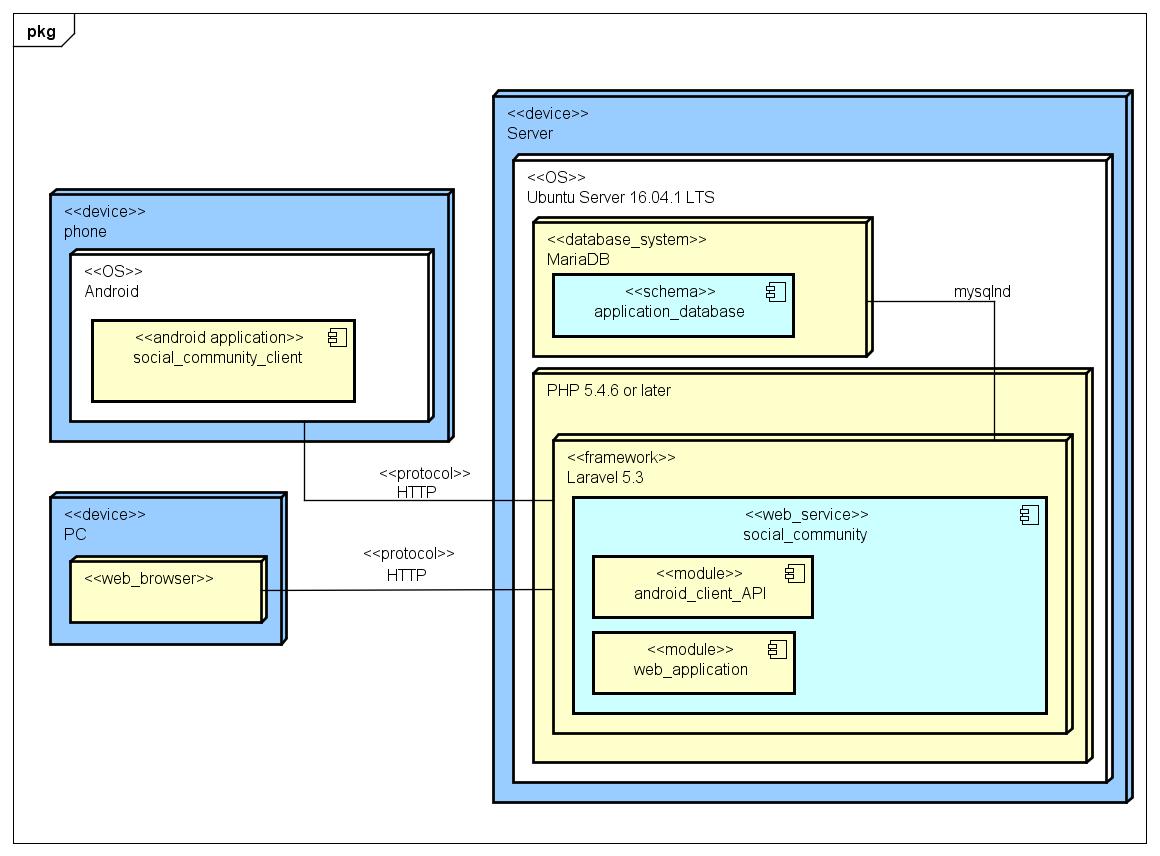 pkg
<<device>>
Server
<<OS>>
Ubuntu Server 16.04.1 LTS
<<database_system>>
MariaDB
<<schema>>
application_database
mysqlnd
PHP 5.4.6 or later
<<framework>>
Laravel 5.3
<<web_service>>
social_community
<<module>>
android_client_API
<<module>>
web_application
<<device>>
phone
<<OS>>
Android
<<android application>>
social_community_client
<<protocol>>
HTTP
<<device>>
PC
<<web_browser>>
<<protocol>>
HTTP